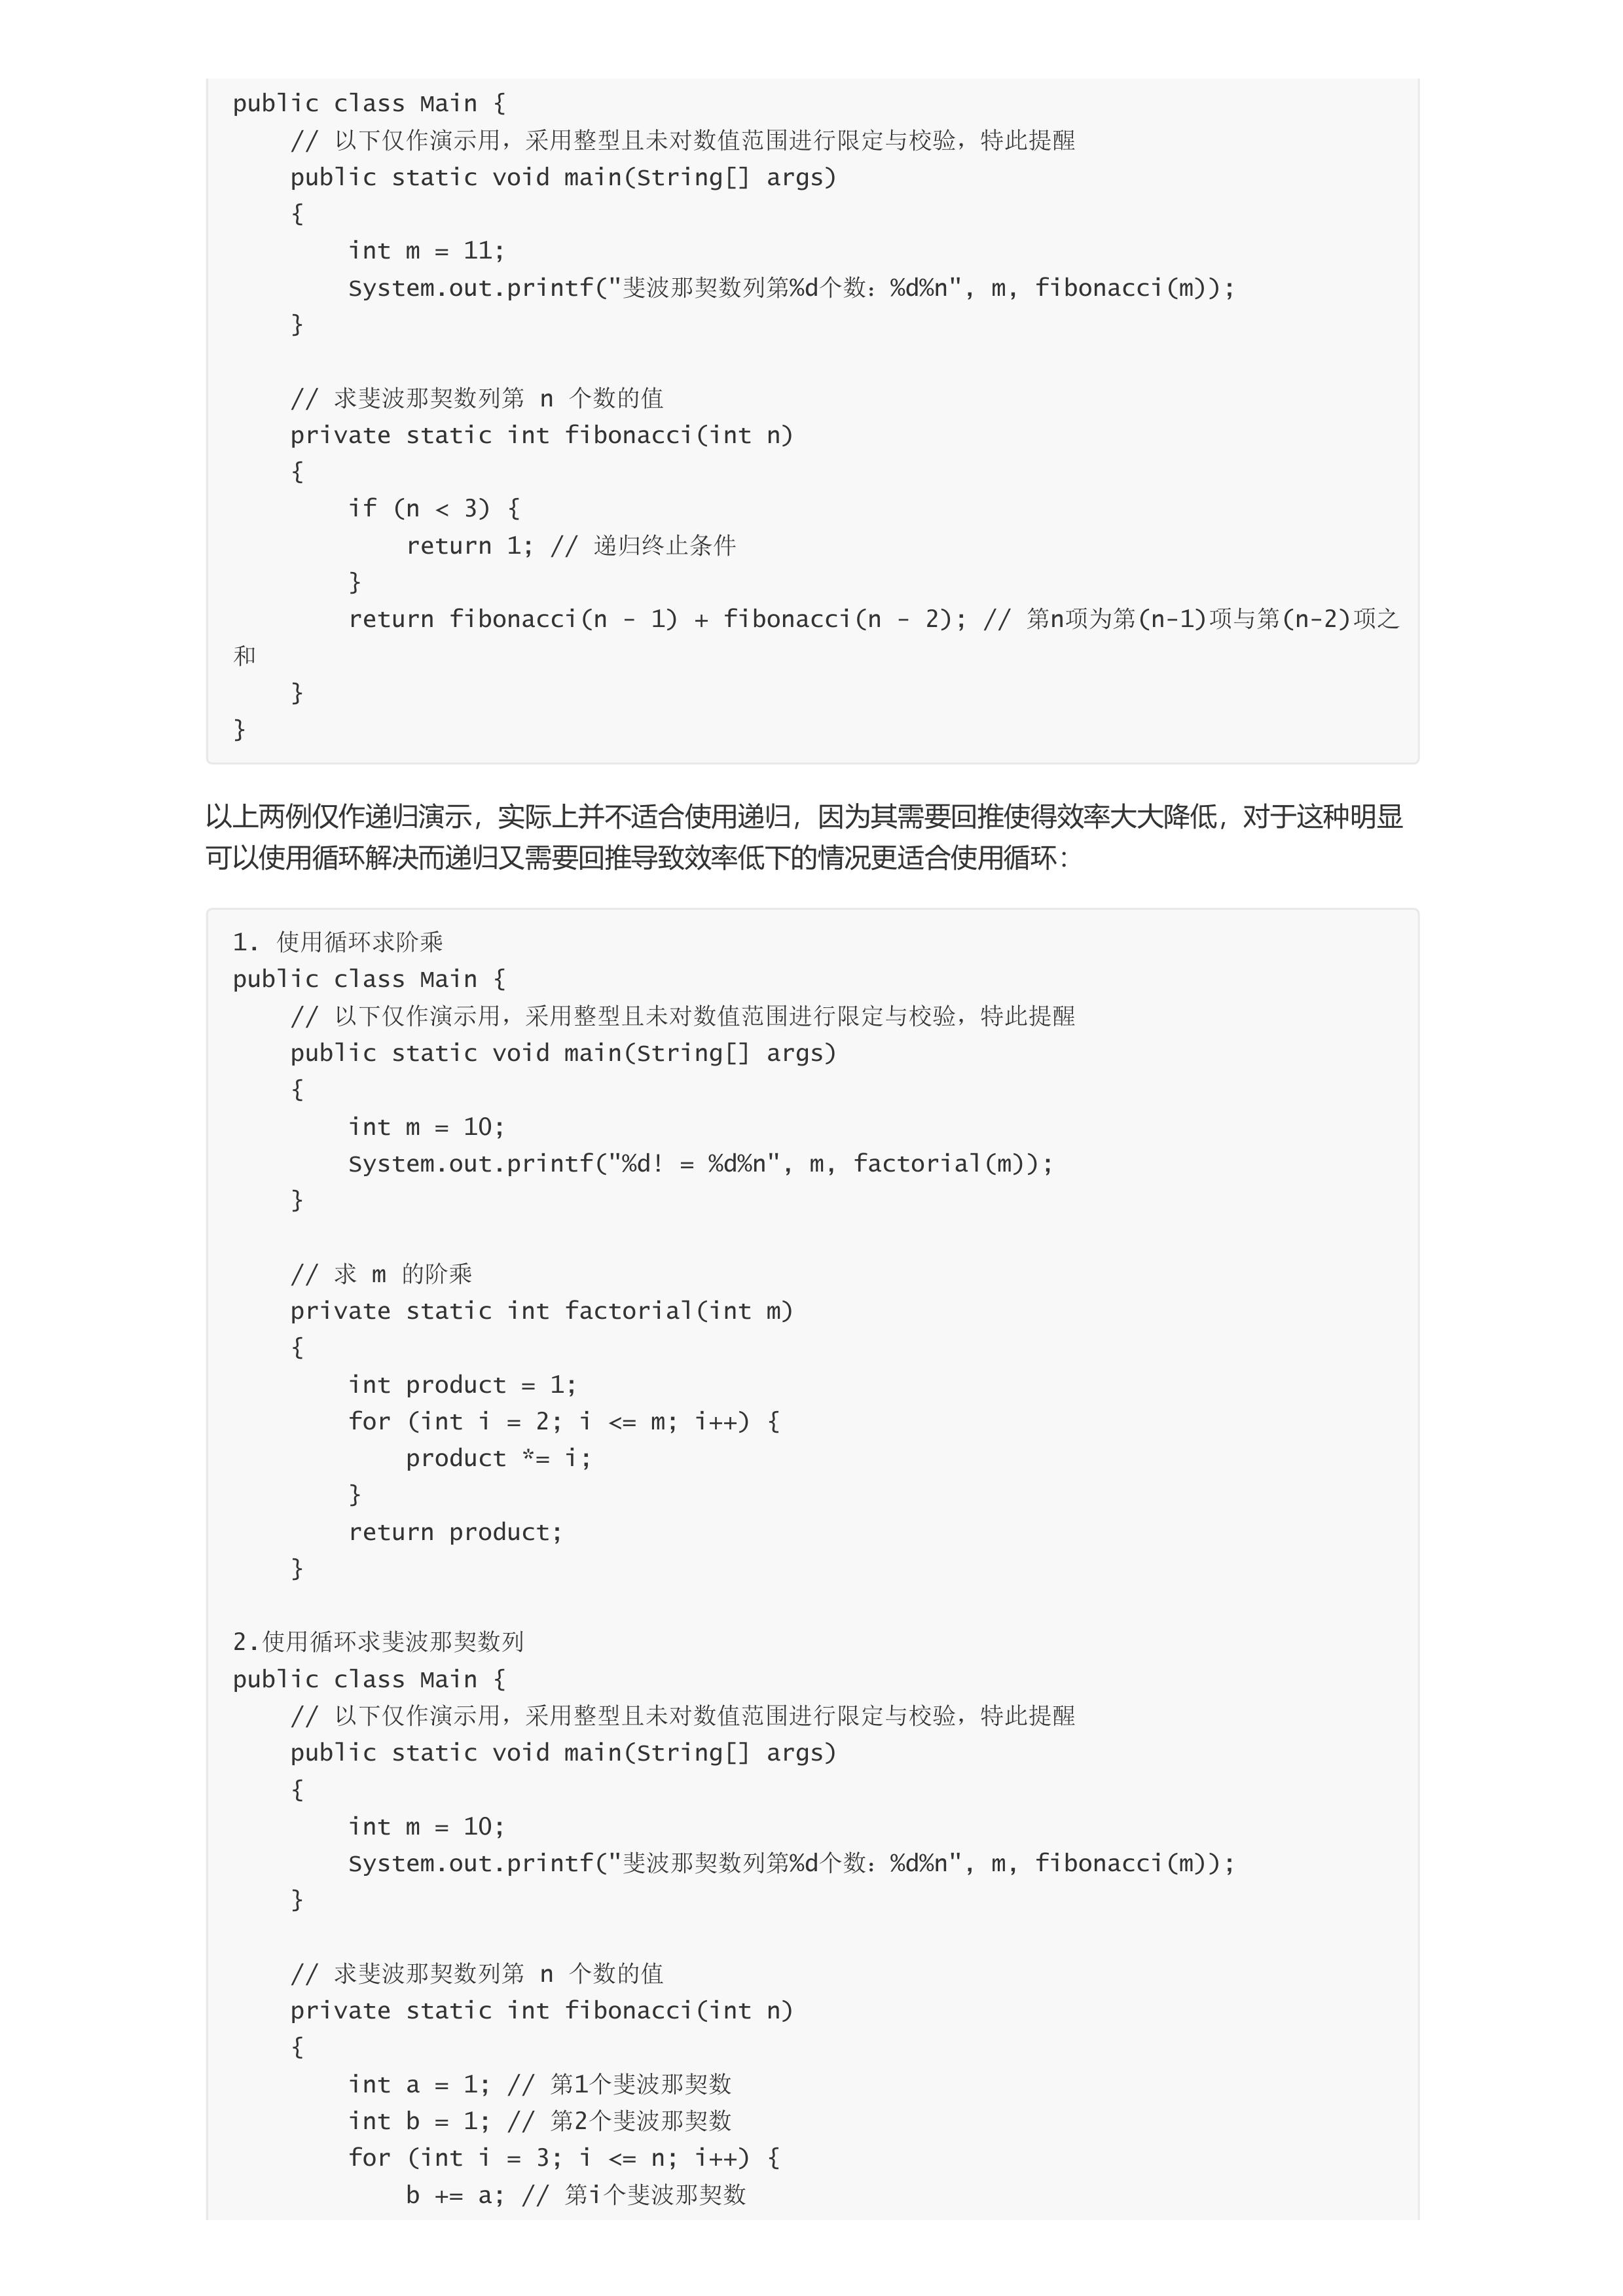 public class Main {
    // 以下仅作演示用，采用整型且未对数值范围进行限定与校验，特此提醒
    public static void main(String[] args)
    {
        int m = 11;
        System.out.printf("斐波那契数列第%d个数：%d%n", m, fibonacci(m));
    }

    // 求斐波那契数列第 n 个数的值
    private static int fibonacci(int n)
    {
        if (n < 3) {
            return 1; // 递归终止条件
        }
        return fibonacci(n - 1) + fibonacci(n - 2); // 第n项为第(n-1)项与第(n-2)项之
和
    }
}
以上两例仅作递归演示，实际上并不适合使用递归，因为其需要回推使得效率大大降低，对于这种明显
可以使用循环解决而递归又需要回推导致效率低下的情况更适合使用循环：
1. 使用循环求阶乘
public class Main {
    // 以下仅作演示用，采用整型且未对数值范围进行限定与校验，特此提醒
    public static void main(String[] args)
    {
        int m = 10;
        System.out.printf("%d! = %d%n", m, factorial(m));
    }

    // 求 m 的阶乘
    private static int factorial(int m)
    {
        int product = 1;
        for (int i = 2; i <= m; i++) {
            product *= i;
        }
        return product;
    }

2.使用循环求斐波那契数列
public class Main {
    // 以下仅作演示用，采用整型且未对数值范围进行限定与校验，特此提醒
    public static void main(String[] args)
    {
        int m = 10;
        System.out.printf("斐波那契数列第%d个数：%d%n", m, fibonacci(m));
    }

    // 求斐波那契数列第 n 个数的值
    private static int fibonacci(int n)
    {
        int a = 1; // 第1个斐波那契数
        int b = 1; // 第2个斐波那契数
        for (int i = 3; i <= n; i++) {
            b += a; // 第i个斐波那契数